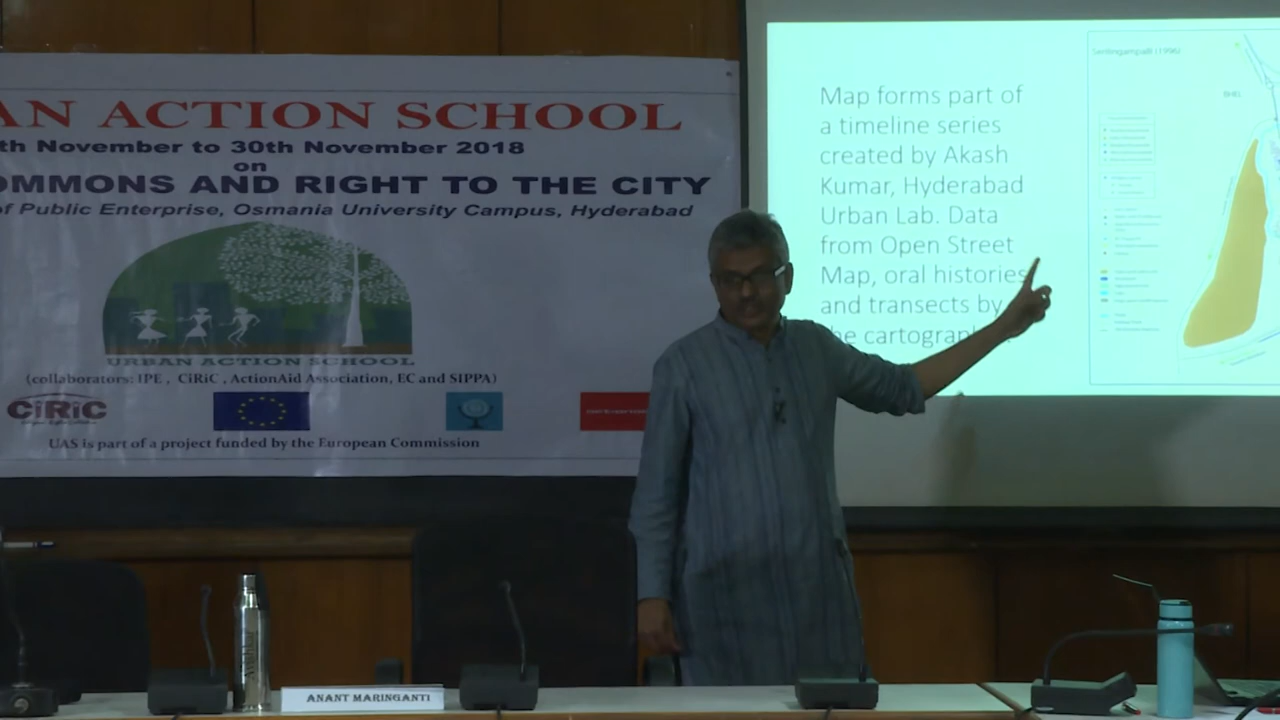 AN ACTION SCHOOL
th November to 30th November 2018
on
OMMONS AND RIGHT TO THE CITY
of Public Enterprise, Osmania University Campus, Hyderabad
URBAN ACTION SCHOOL
(collaborators: IPE , CiRiC , ActionAid Association, EC and SIPPA)
CiRiC
UAS is part of a project funded by the European Commission
Map forms part of
a timeline series
created by Akash
Kumar, Hyderabad
Urban Lab. Data
from Open Street
Map, oral histories
and transects by
he cartograph
BHEL
ANANT MARINGANTI